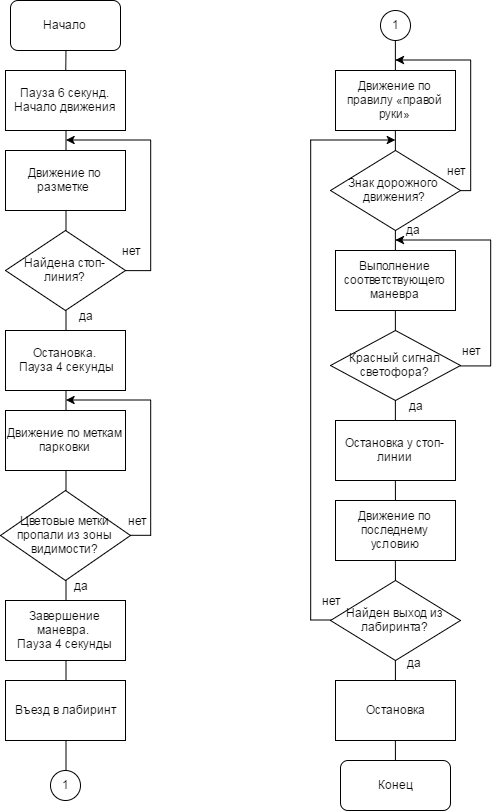 Начало
Пауза 6 секунд.
Начало движения
Движение по
разметке
Найдена стоп-
линия?
нет
да
Остановка.
Пауза 4 секунды
Движение по меткам
парковки
Цветовые метки
пропали из зоны
видимости?
нет
да
Завершение
маневра.
Пауза 4 секунды
Въезд в лабиринт
1
1
Движение по
правилу «правой
руки»
Знак дорожного
движения?
нет
да
Выполнение
соответствующего
маневра
Красный сигнал
светофора?
нет
да
Остановка у стоп-
линии
Движение по
последнему
условию
нет
Найден выход из
лабиринта?
да
Остановка
Конец